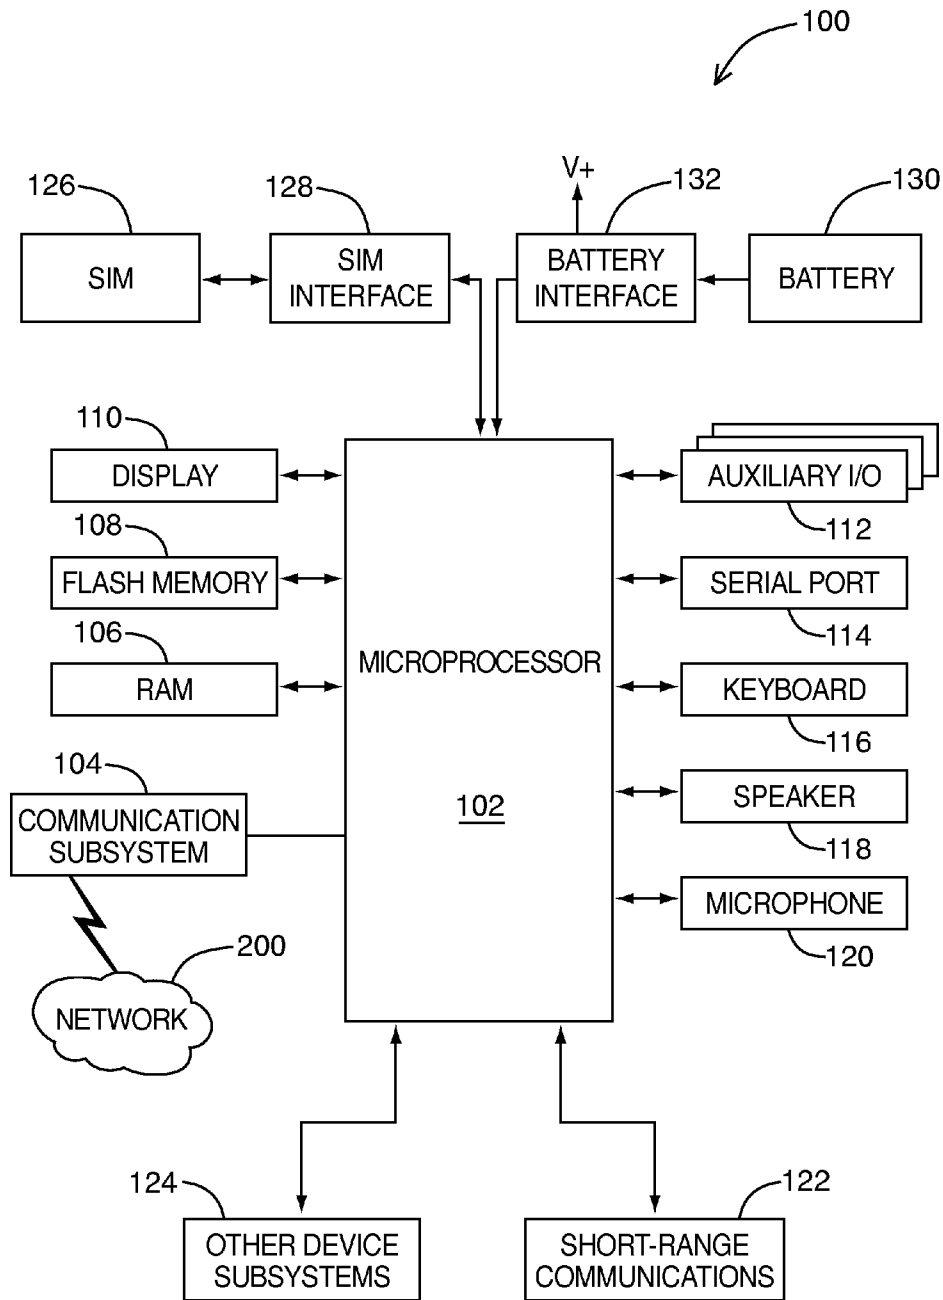 100
V+
126
128
132
130
SIM
SIM
INTERFACE
BATTERY
INTERFACE
BATTERY
110
DISPLAY
AUXILIARY I/O
112
108
FLASH MEMORY
SERIAL PORT
114
106
RAM
MICROPROCESSOR
KEYBOARD
116
104
COMMUNICATION
SUBSYSTEM
102
SPEAKER
118
MICROPHONE
120
200
NETWORK
124
122
OTHER DEVICE
SUBSYSTEMS
SHORT-RANGE
COMMUNICATIONS